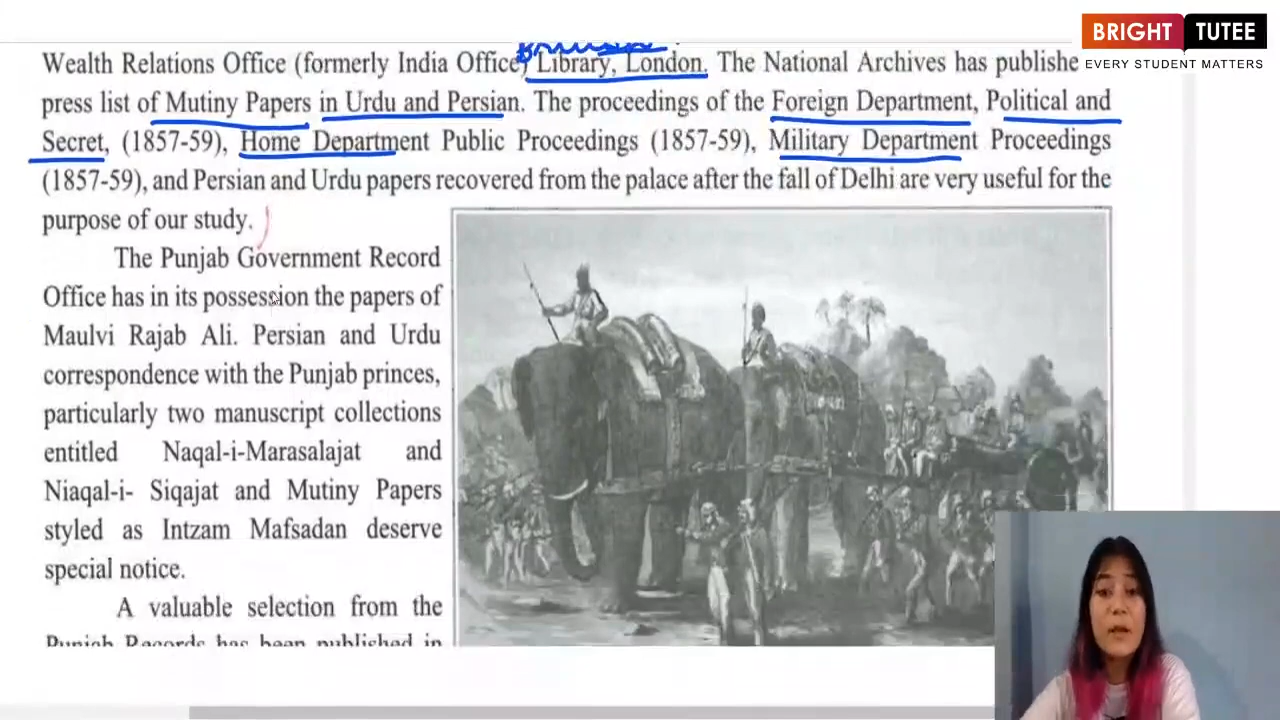 BRIGHT TUTEE
EVERY STUDENT MATTERS
Wealth Relations Office (formerly India Office) Library, London. The National Archives has publishe
press list of Mutiny Papers in Urdu and Persian. The proceedings of the Foreign Department, Political and
Secret, (1857-59), Home Department Public Proceedings (1857-59), Military Department Proceedings
(1857-59), and Persian and Urdu papers recovered from the palace after the fall of Delhi are very useful for the
purpose of our study.
The Punjab Government Record
Office has in its possession the papers of
Maulvi Rajab Ali. Persian and Urdu
correspondence with the Punjab princes,
particularly two manuscript collections
entitled Naqal-i-Marasalajat and
Niaqal-i- Siqajat and Mutiny Papers
styled as Intzam Mafsadan deserve
special notice.
A valuable selection from the
Punjab Records has been published in